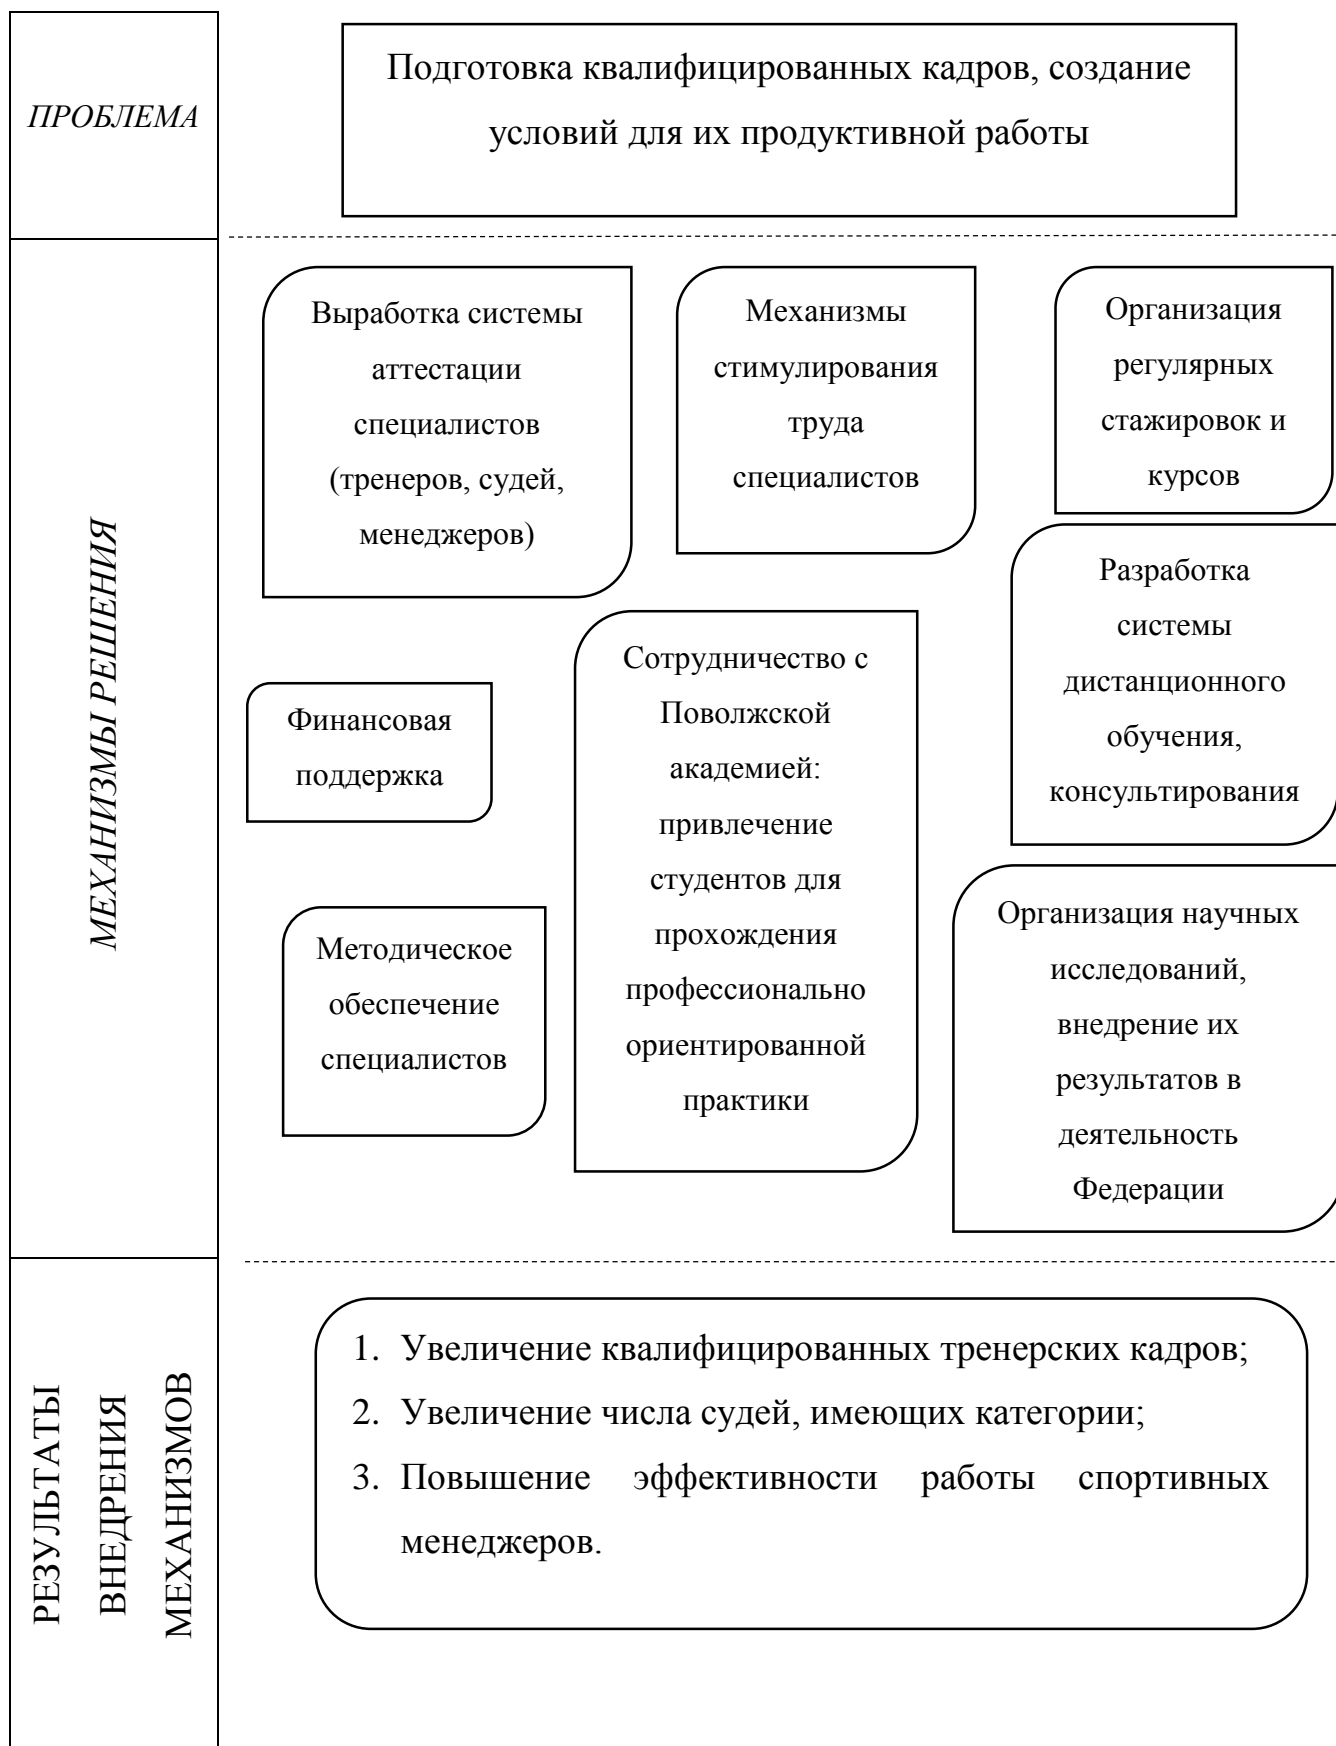 ПРОБЛЕМА
Подготовка квалифицированных кадров, создание
условий для их продуктивной работы
МЕХАНИЗМЫ РЕШЕНИЯ
Выработка системы
аттестации
специалистов
(тренеров, судей,
менеджеров)
Механизмы
стимулирования
труда
специалистов
Организация
регулярных
стажировок и
курсов
Разработка
системы
дистанционного
обучения,
консультирования
Сотрудничество с
Поволжской
академией:
привлечение
студентов для
прохождения
профессионально
ориентированной
практики
Финансовая
поддержка
Методическое
обеспечение
специалистов
Организация научных
исследований,
внедрение их
результатов в
деятельность
Федерации
РЕЗУЛЬТАТЫ
ВНЕДРЕНИЯ
МЕХАНИЗМОВ
1. Увеличение квалифицированных тренерских кадров;
2. Увеличение числа судей, имеющих категории;
3. Повышение эффективности работы спортивных
менеджеров.